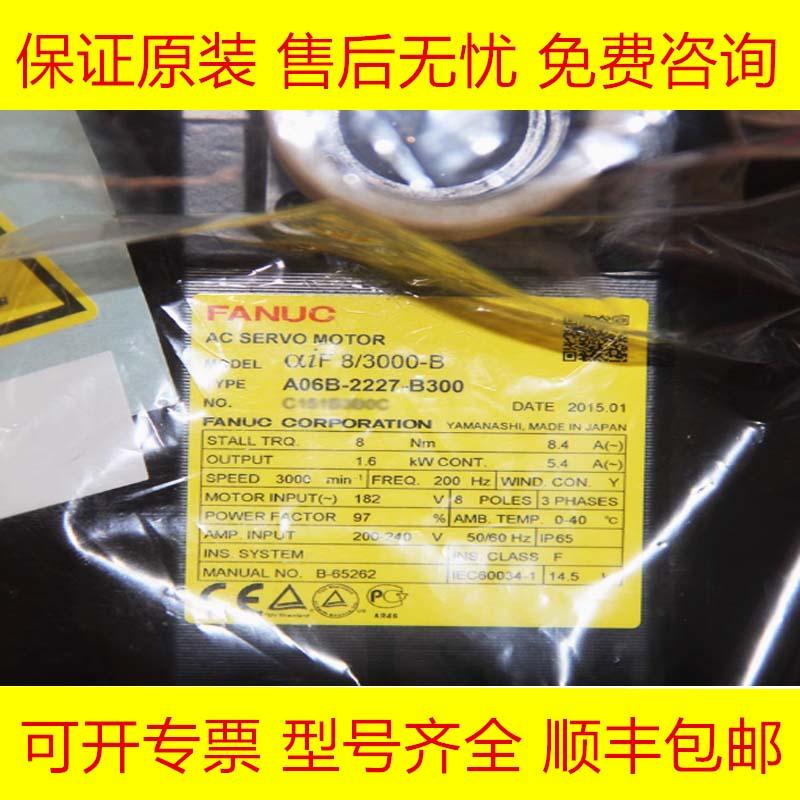 保证原装 售后无忧 免费咨询
FANUC
AC SERVO MOTOR
MODEL αiF 8/3000-B
TYPE A06B-2227-B300
NO. DATE 2015.01
FANUC CORPORATION YAMANASHI, MADE IN JAPAN
STALL TRQ. 8 Nm 8.4 A(~)
OUTPUT 1.6 kW CONT. 5.4 A(~)
SPEED 3000 min⁻¹ FREQ. 200 Hz WIND. CON. Y
MOTOR INPUT(~) 182 V 8 POLES 3 PHASES
POWER FACTOR 97 % AMB. TEMP. 0-40 ℃
AMP. INPUT 200-240 V 50/60 Hz IP65
INS. SYSTEM INS. CLASS F
MANUAL NO. B-65262 IEC60034-1 14.5
CE
可开专票 型号齐全 顺丰包邮